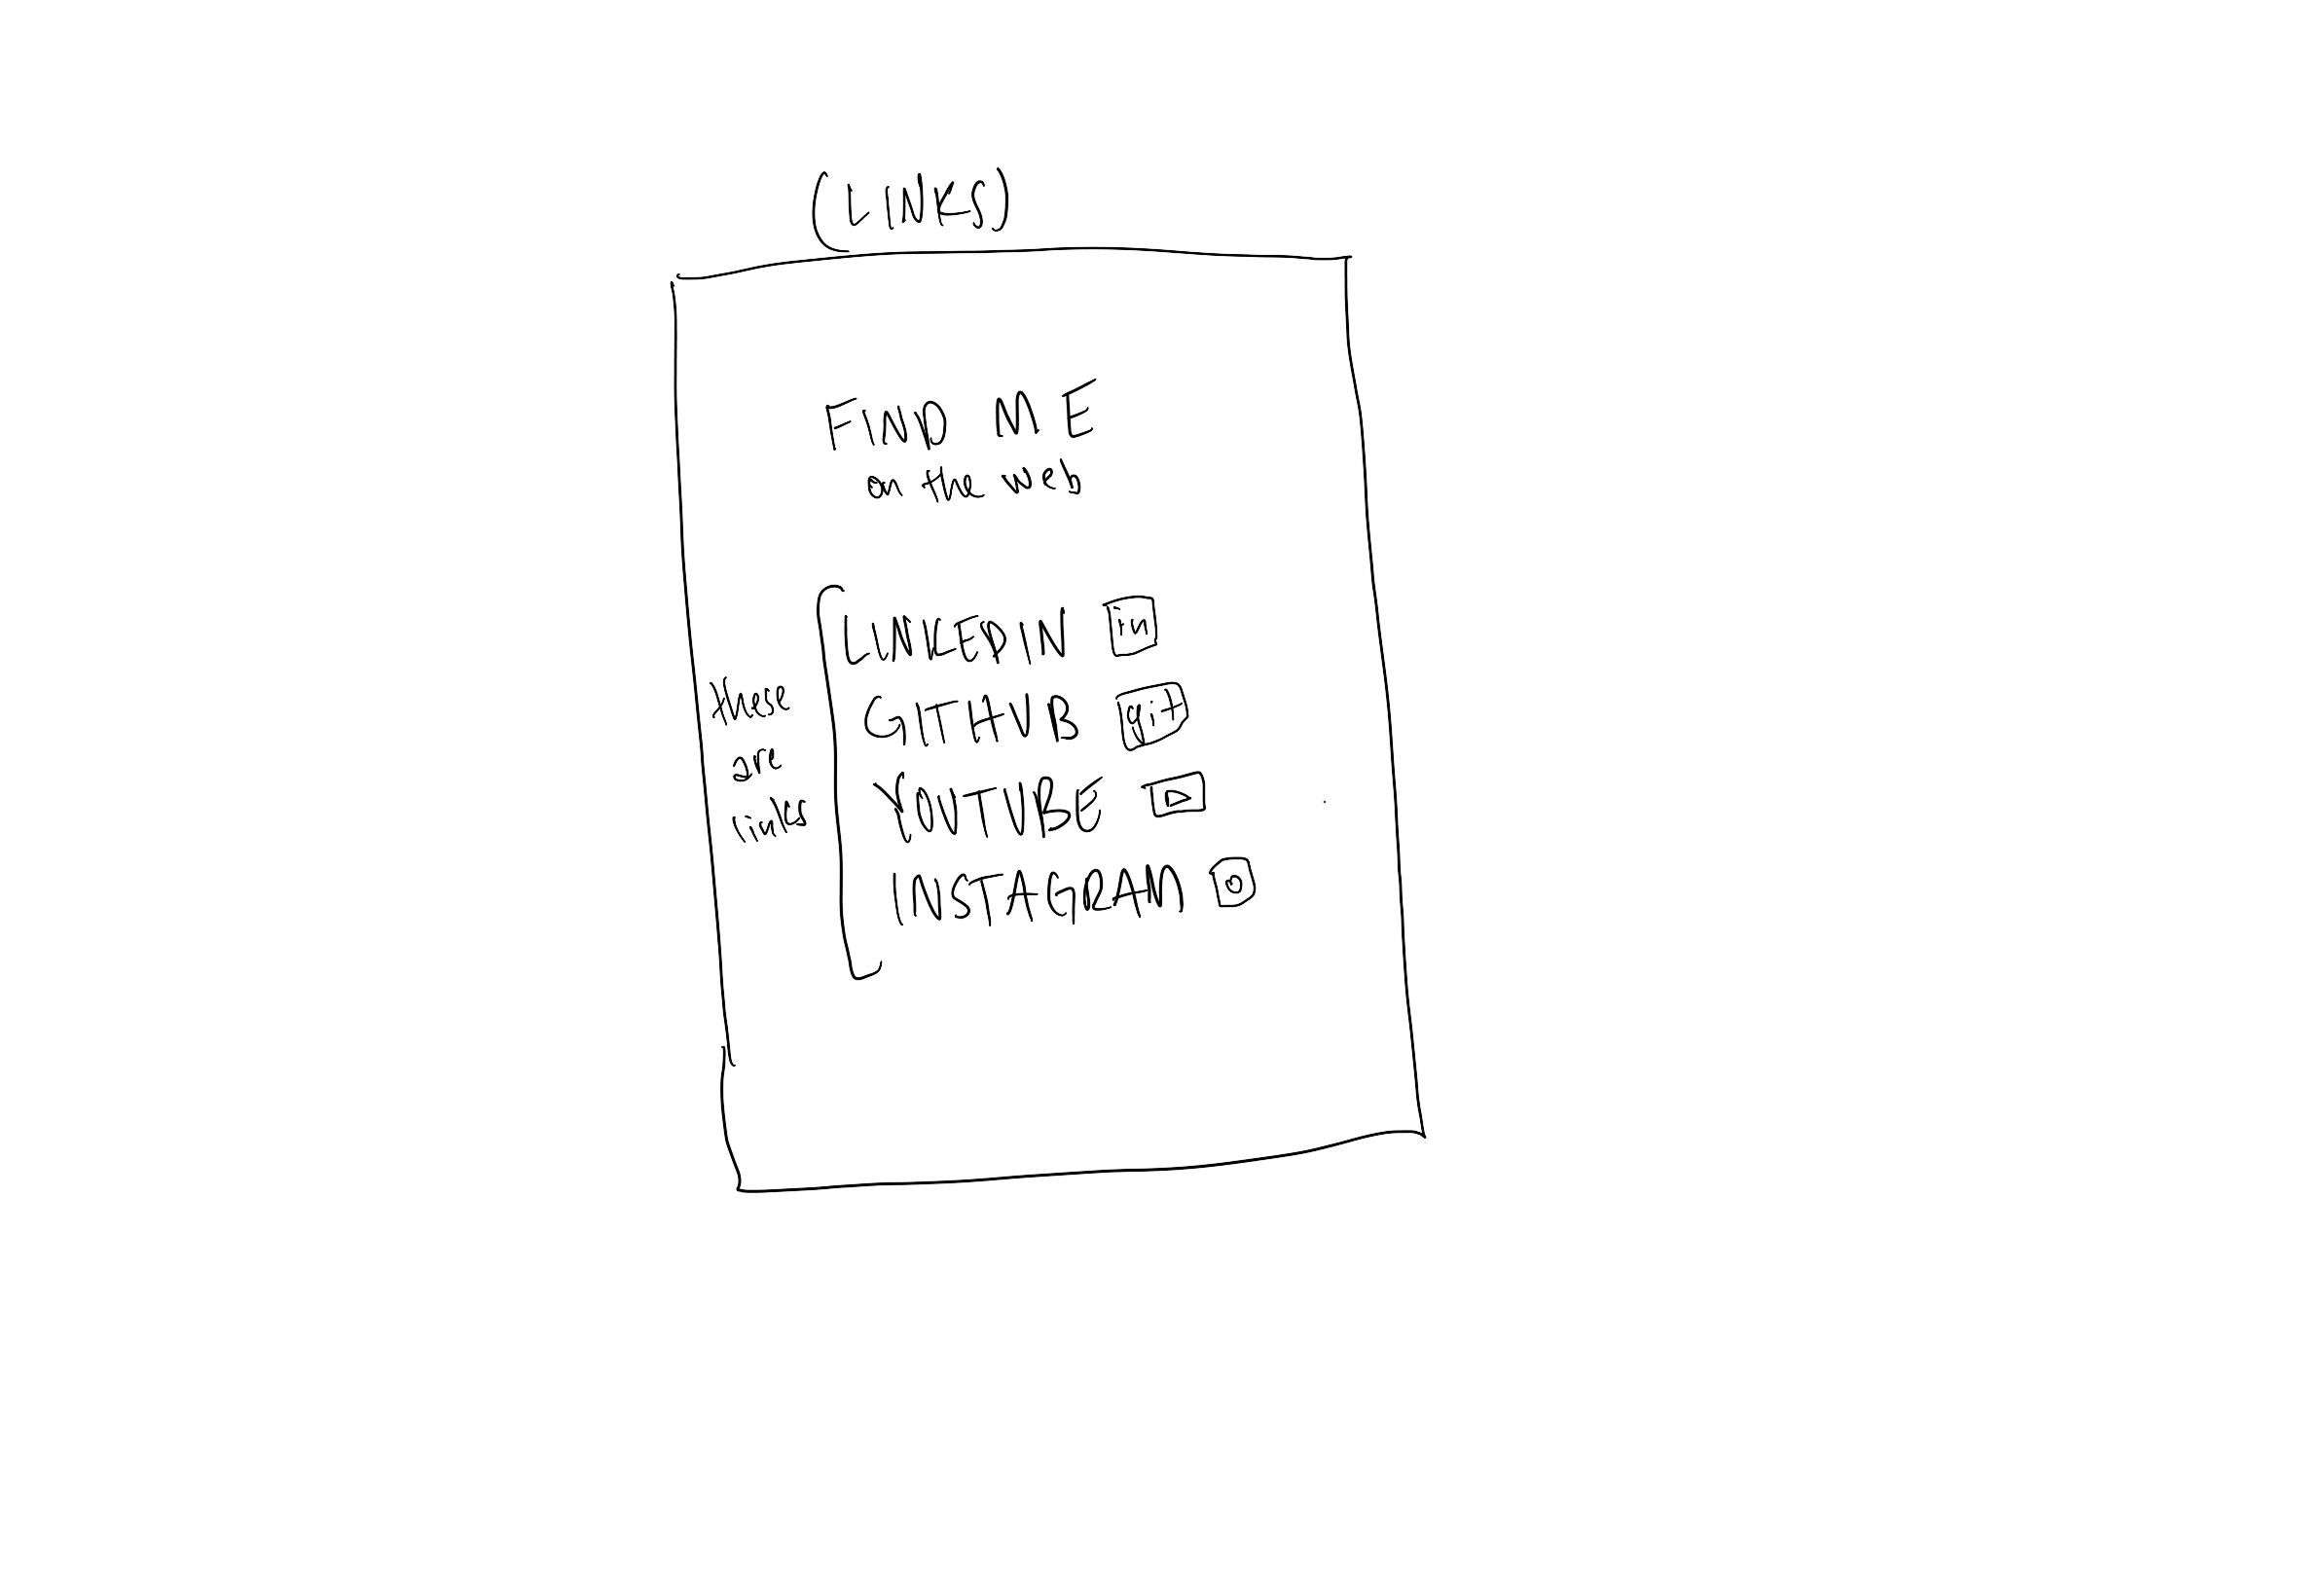 (LINKS)
FIND ME
on the web
LINKEDIN in
GITHUB git
these
are
links
YOUTUBE
INSTAGRAM